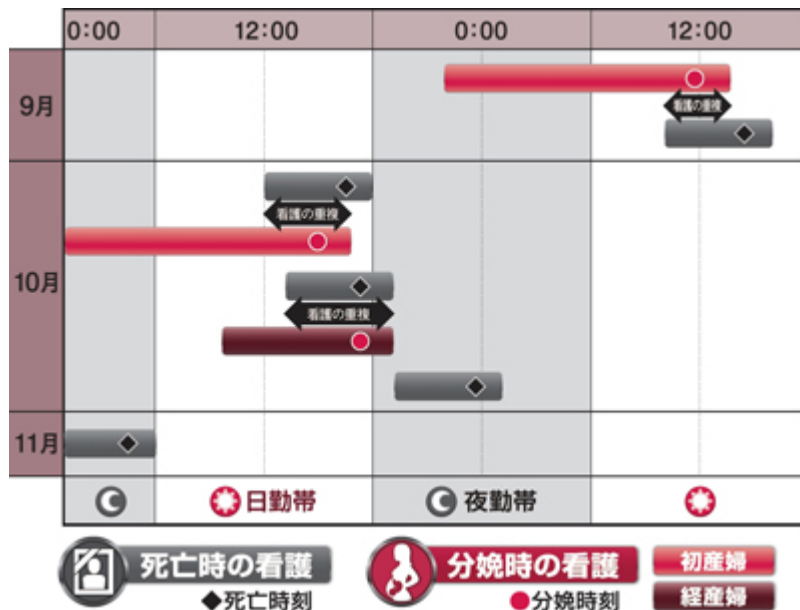 0:00 12:00 0:00 12:00
9月
看護の重複
看護の重複
10月
看護の重複
11月
日勤帯 夜勤帯
死亡時の看護 分娩時の看護 初産婦
◆死亡時刻 ●分娩時刻 経産婦